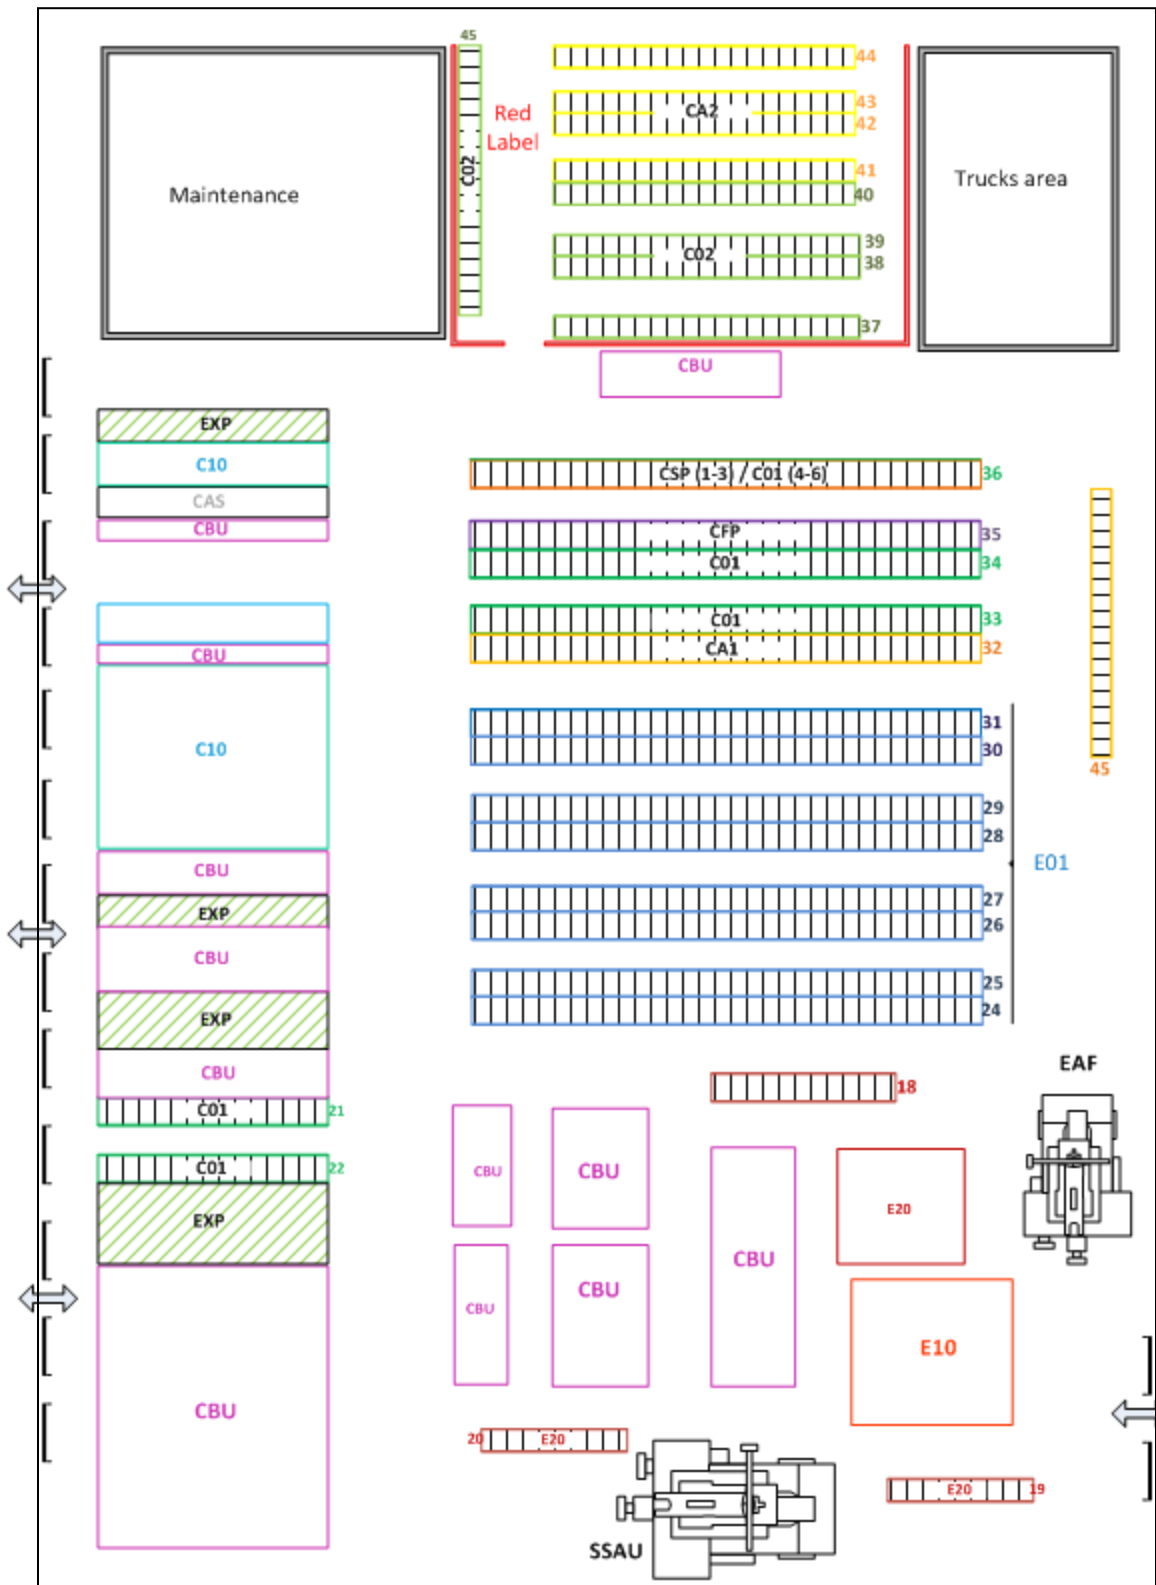 45
44
43
CA2
42
Red
Label
C02
41
40
Maintenance
Trucks area
39
C02
38
37
CBU
EXP
C10
CAS
CBU
CSP (1-3) / C01 (4-6)
36
CFP
35
C01
34
C01
33
CA1
32
CBU
C10
31
30
45
29
28
E01
CBU
27
EXP
26
CBU
25
24
EXP
EAF
CBU
18
C01
21
C01
22
CBU
CBU
EXP
E20
CBU
CBU
CBU
E10
CBU
20
E20
E20
19
SSAU